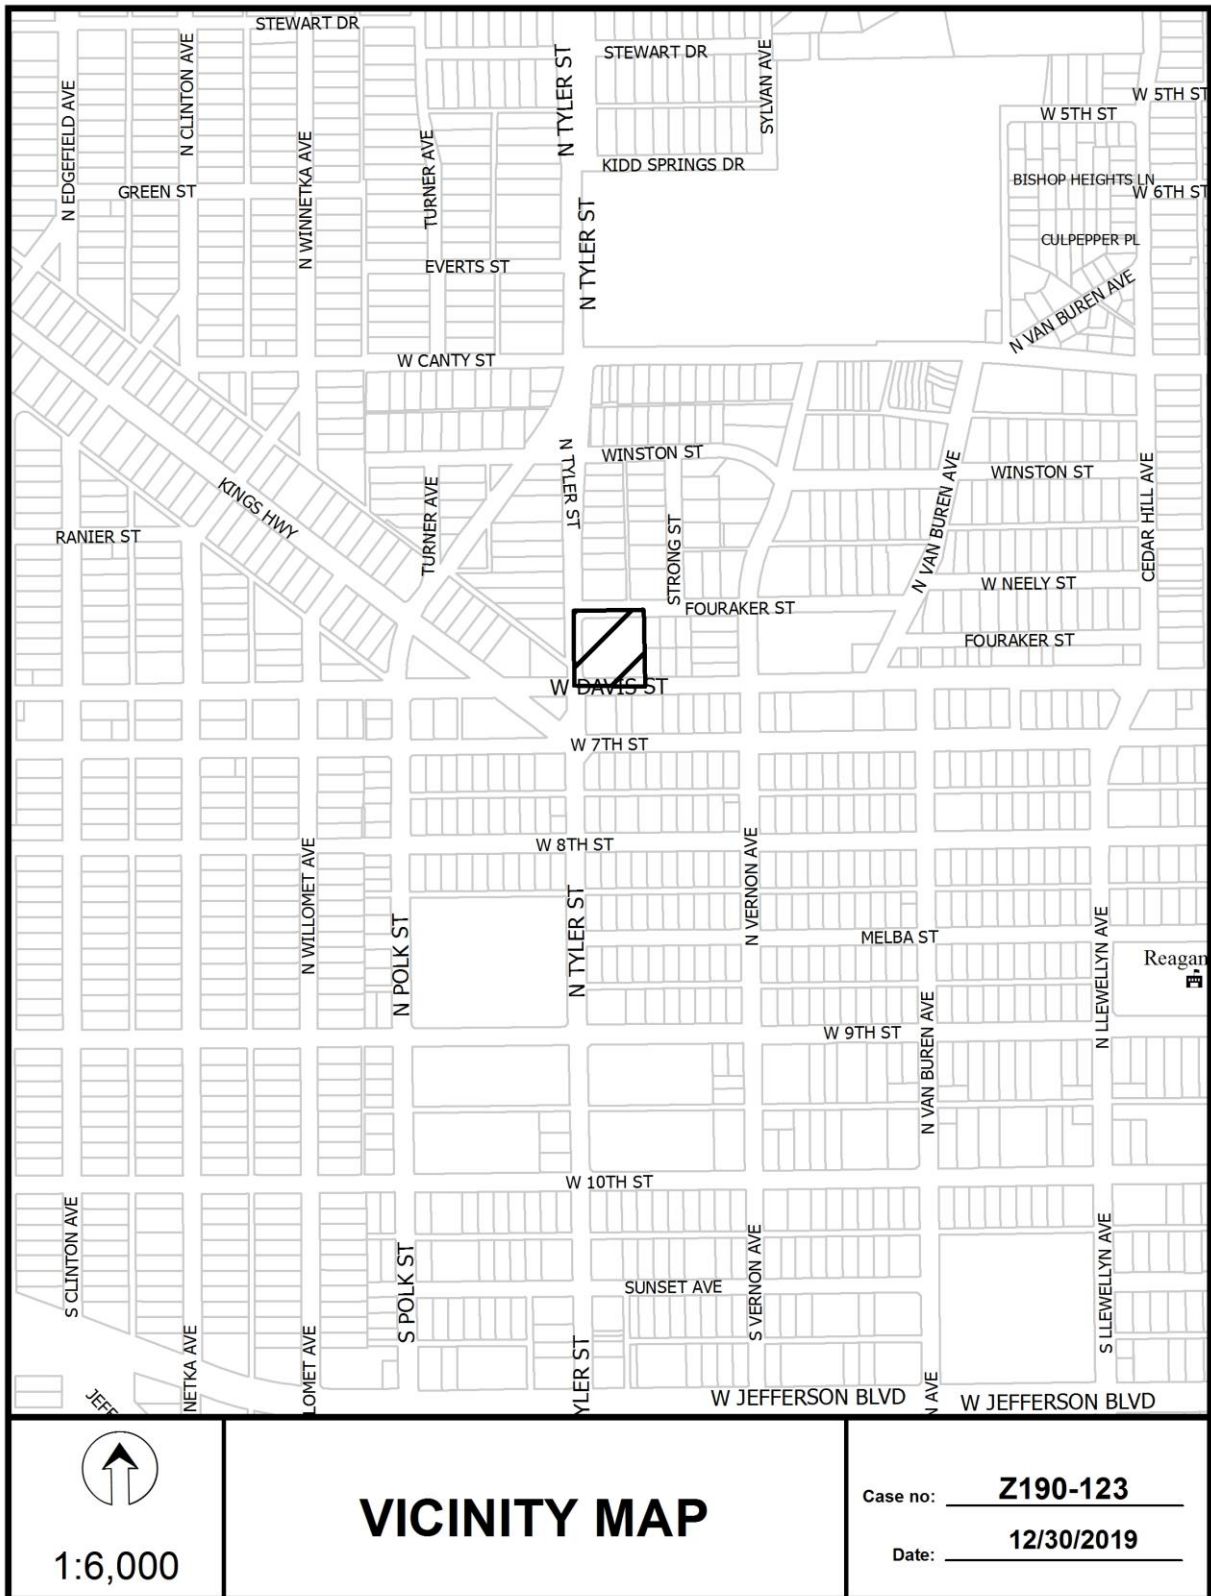 STEWART DR
N CLINTON AVE
N EDGEFIELD AVE
N TYLER ST
STEWART DR
SYLVAN AVE
W 5TH ST
W 5TH ST
N WINNETKA AVE
TURNER AVE
KIDD SPRINGS DR
GREEN ST
BISHOP HEIGHTS LN
W 6TH ST
N TYLER ST
CULPEPPER PL
EVERTS ST
N VAN BUREN AVE
W CANTY ST
N TYLER ST
WINSTON ST
WINSTON ST
N VAN BUREN AVE
CEDAR HILL AVE
KINGS HWY
TURNER AVE
RANIER ST
STRONG ST
W NEELY ST
FOURAKER ST
FOURAKER ST
W DAVIS ST
W 7TH ST
W 8TH ST
N WILLOMET AVE
N VERNON AVE
N POLK ST
N TYLER ST
MELBA ST
N LLEWELLYN AVE
Reagan
W 9TH ST
N VAN BUREN AVE
W 10TH ST
S CLINTON AVE
S POLK ST
SUNSET AVE
S VERNON AVE
S LLEWELLYN AVE
JEFF
NETKA AVE
LOMET AVE
YLER ST
W JEFFERSON BLVD
N AVE
W JEFFERSON BLVD
1:6,000
VICINITY MAP
Case no: Z190-123
Date: 12/30/2019